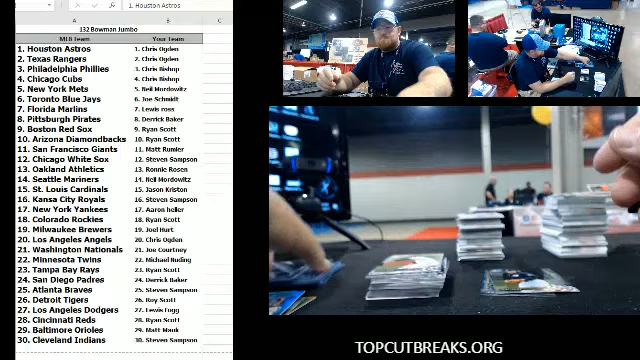 1. Houston Astros
132 Bowman Jumbo
MLB Team Your Team
1. Houston Astros 1. Chris Ogden
2. Texas Rangers 2. Chris Ogden
3. Philadelphia Phillies 3. Chris Bishop
4. Chicago Cubs 4. Chris Bishop
5. New York Mets 5. Neil Mordowitz
6. Toronto Blue Jays 6. Joe Schmidt
7. Florida Marlins 7. Lewis ross
8. Pittsburgh Pirates 8. Derrick Baker
9. Boston Red Sox 9. Ryan Scott
10. Arizona Diamondbacks 10. Ryan Scott
11. San Francisco Giants 11. Matt Rumler
12. Chicago White Sox 12. Steven Sampson
13. Oakland Athletics 13. Ronnie Rosen
14. Seattle Mariners 14. Neil Mordowitz
15. St. Louis Cardinals 15. Jason Kriston
16. Kansas City Royals 16. Steven Sampson
17. New York Yankees 17. Aaron heller
18. Colorado Rockies 18. Ryan Scott
19. Milwaukee Brewers 19. Joel Hurt
20. Los Angeles Angels 20. Chris Ogden
21. Washington Nationals 21. Joe Courtney
22. Minnesota Twins 22. Michael Ruding
23. Tampa Bay Rays 23. Ryan Scott
24. San Diego Padres 24. Derrick Baker
25. Atlanta Braves 25. Steven Sampson
26. Detroit Tigers 26. Roy Scott
27. Los Angeles Dodgers 27. Lewis Fogg
28. Cincinnati Reds 28. Ryan Scott
29. Baltimore Orioles 29. Matt Mauk
30. Cleveland Indians 30. Steven Sampson
TOPCUTBREAKS.ORG